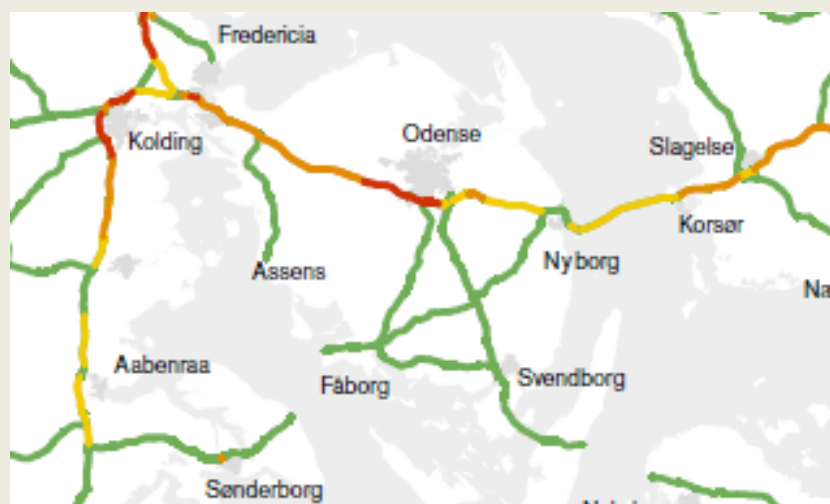 Fredericia
Kolding
Odense
Slagelse
Korsør
Nyborg
Assens
Aabenraa
Fåborg
Svendborg
Sønderborg